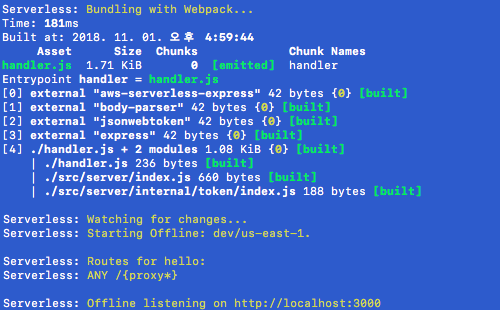 Serverless: Bundling with Webpack...
Time: 181ms
Built at: 2018. 11. 01. 오후 4:59:44
Asset Size Chunks Chunk Names
handler.js 1.71 KiB 0 [emitted] handler
Entrypoint handler = handler.js
[0] external "aws-serverless-express" 42 bytes {0} [built]
[1] external "body-parser" 42 bytes {0} [built]
[2] external "jsonwebtoken" 42 bytes {0} [built]
[3] external "express" 42 bytes {0} [built]
[4] ./handler.js + 2 modules 1.08 KiB {0} [built]
| ./handler.js 236 bytes [built]
| ./src/server/index.js 660 bytes [built]
| ./src/server/internal/token/index.js 188 bytes [built]
Serverless: Watching for changes...
Serverless: Starting Offline: dev/us-east-1.
Serverless: Routes for hello:
Serverless: ANY /{proxy*}
Serverless: Offline listening on http://localhost:3000